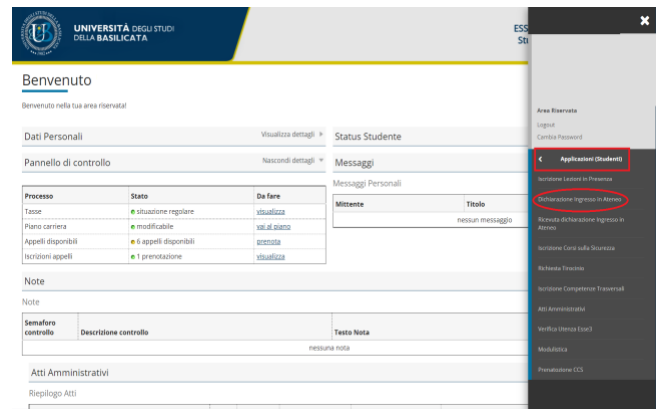 UNIVERSITÀ DEGLI STUDI
DELLA BASILICATA
ESS
Stu
Benvenuto
Benvenuto nella tua area riservata!
Dati Personali
Visualizza dettagli
Pannello di controllo
Nascondi dettagli
Processo Stato Da fare
Tasse situazione regolare visualizza
Piano carriera modificabile vai al piano
Appelli disponibili 6 appelli disponibili prenota
Iscrizioni appelli 1 prenotazione visualizza
Status Studente
Messaggi
Messaggi Personali
Mittente Titolo
nessun messaggio
Note
Note
Semaforo
controllo Descrizione controllo Testo Nota
nessuna nota
Atti Amministrativi
Riepilogo Atti
Area Riservata
Logout
Cambia Password
Applicazioni (Studenti)
Iscrizione Lezioni in Presenza
Dichiarazione Ingresso in Ateneo
Ricevuta dichiarazione ingresso in
Ateneo
Iscrizione Corsi sulla Sicurezza
Richiesta Tirocinio
Iscrizione Competenze Trasversali
Atti Amministrativi
Verifica Utenza Esse3
Modulistica
Prenotazione CCS